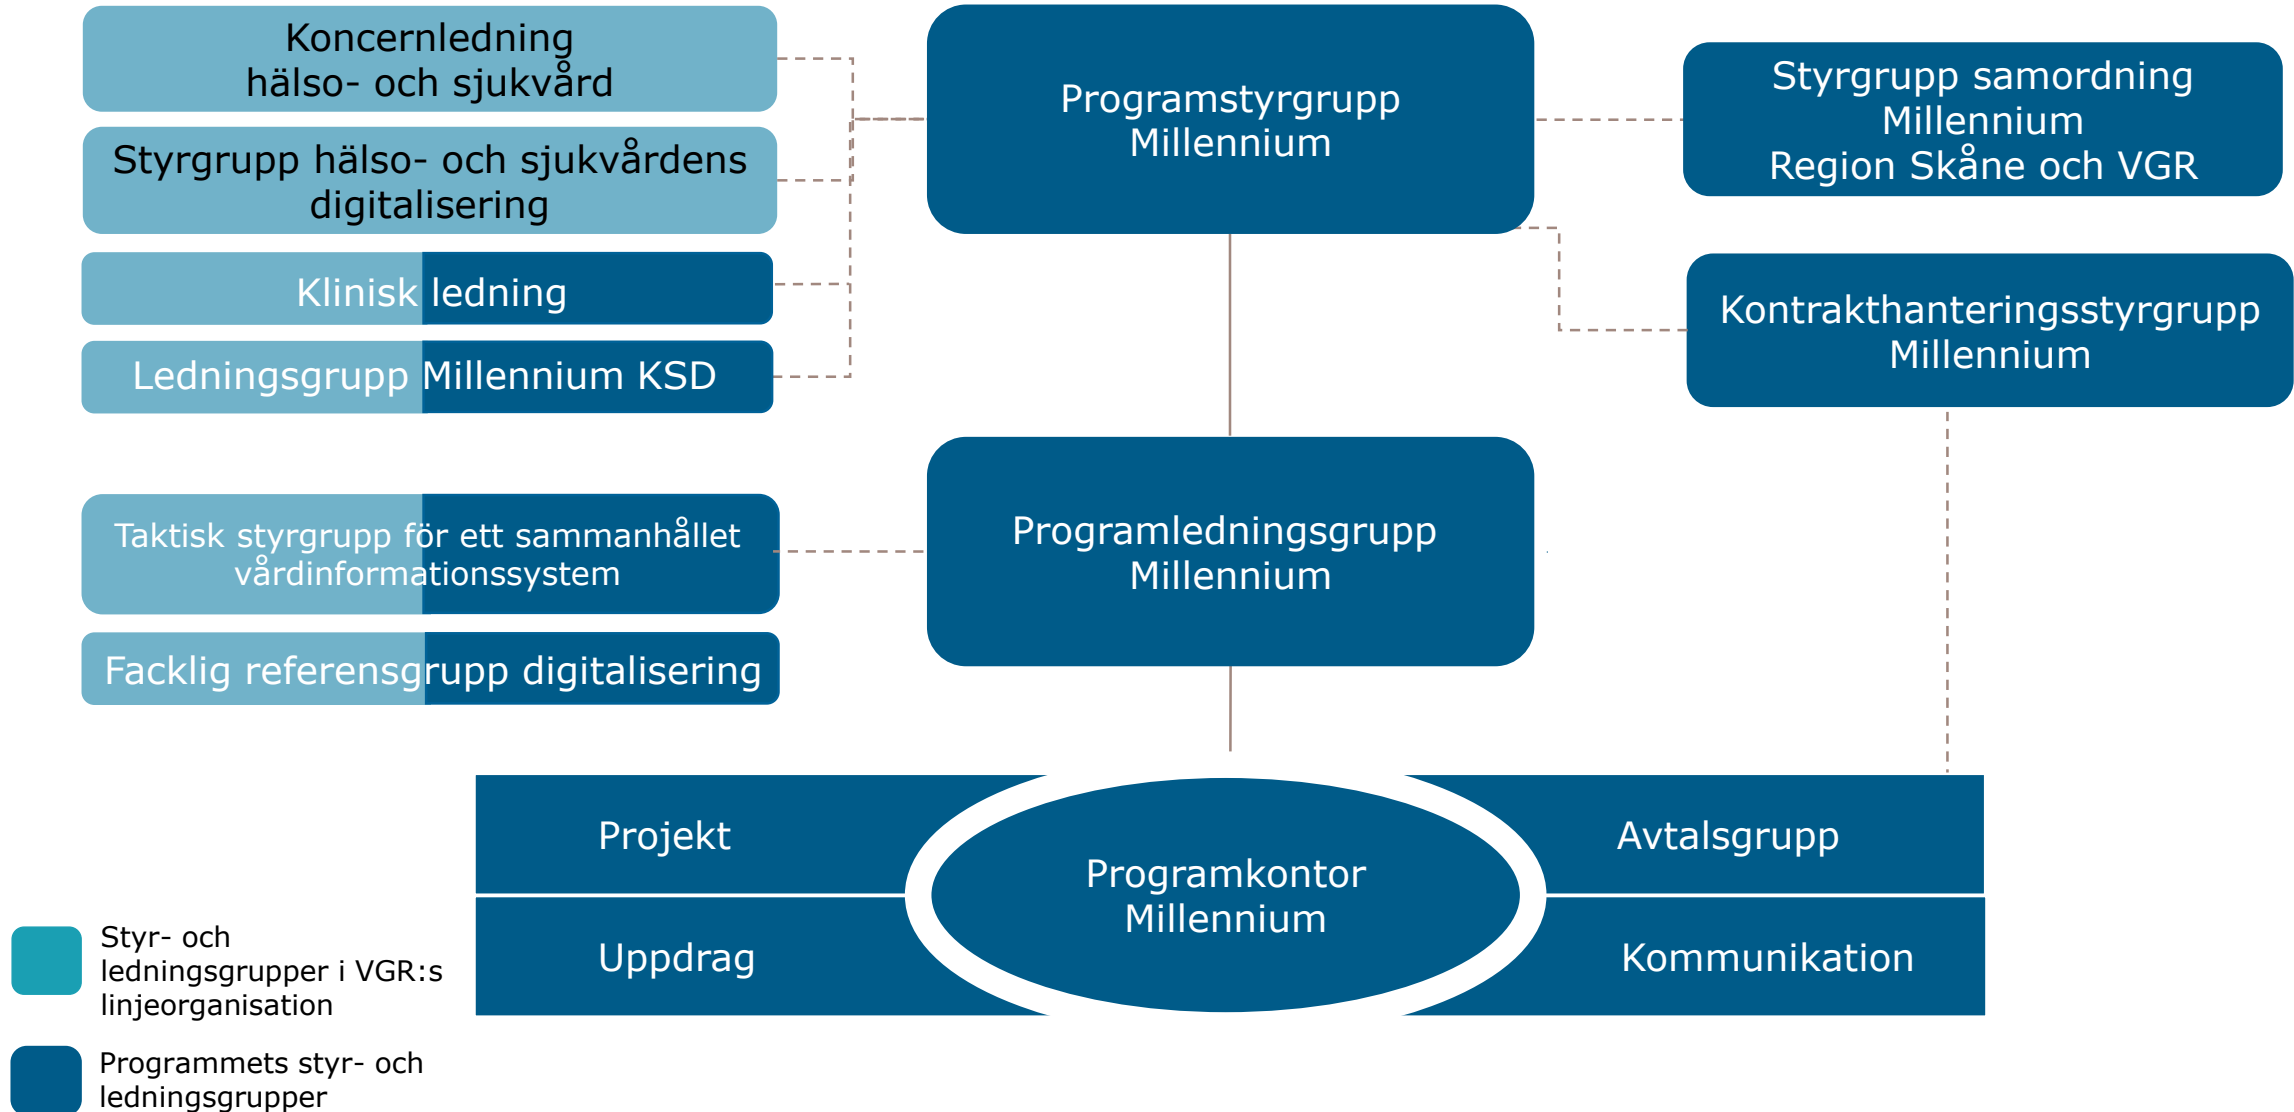 Koncernledning
hälso- och sjukvård
Styrgrupp hälso- och sjukvårdens
digitalisering
Klinisk ledning
Ledningsgrupp Millennium KSD
Programstyrgrupp
Millennium
Styrgrupp samordning
Millennium
Region Skåne och VGR
Kontrakthanteringsstyrgrupp
Millennium
Taktisk styrgrupp för ett sammanhållet
vårdinformationssystem
Facklig referensgrupp digitalisering
Programledningsgrupp
Millennium
Projekt
Uppdrag
Programkontor
Millennium
Avtalsgrupp
Kommunikation
Styr- och
ledningsgrupper i VGR:s
linjeorganisation
Programmets styr- och
ledningsgrupper